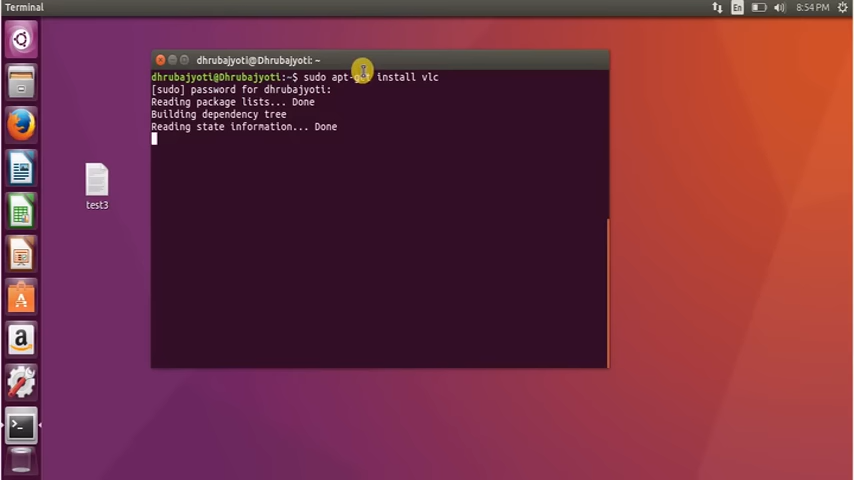 Terminal
En
8:54 PM
dhrubajyoti@Dhrubajyoti: ~
dhrubajyoti@Dhrubajyoti:~$ sudo apt-get install vlc
[sudo] password for dhrubajyoti:
Reading package lists... Done
Building dependency tree
Reading state information... Done
test3